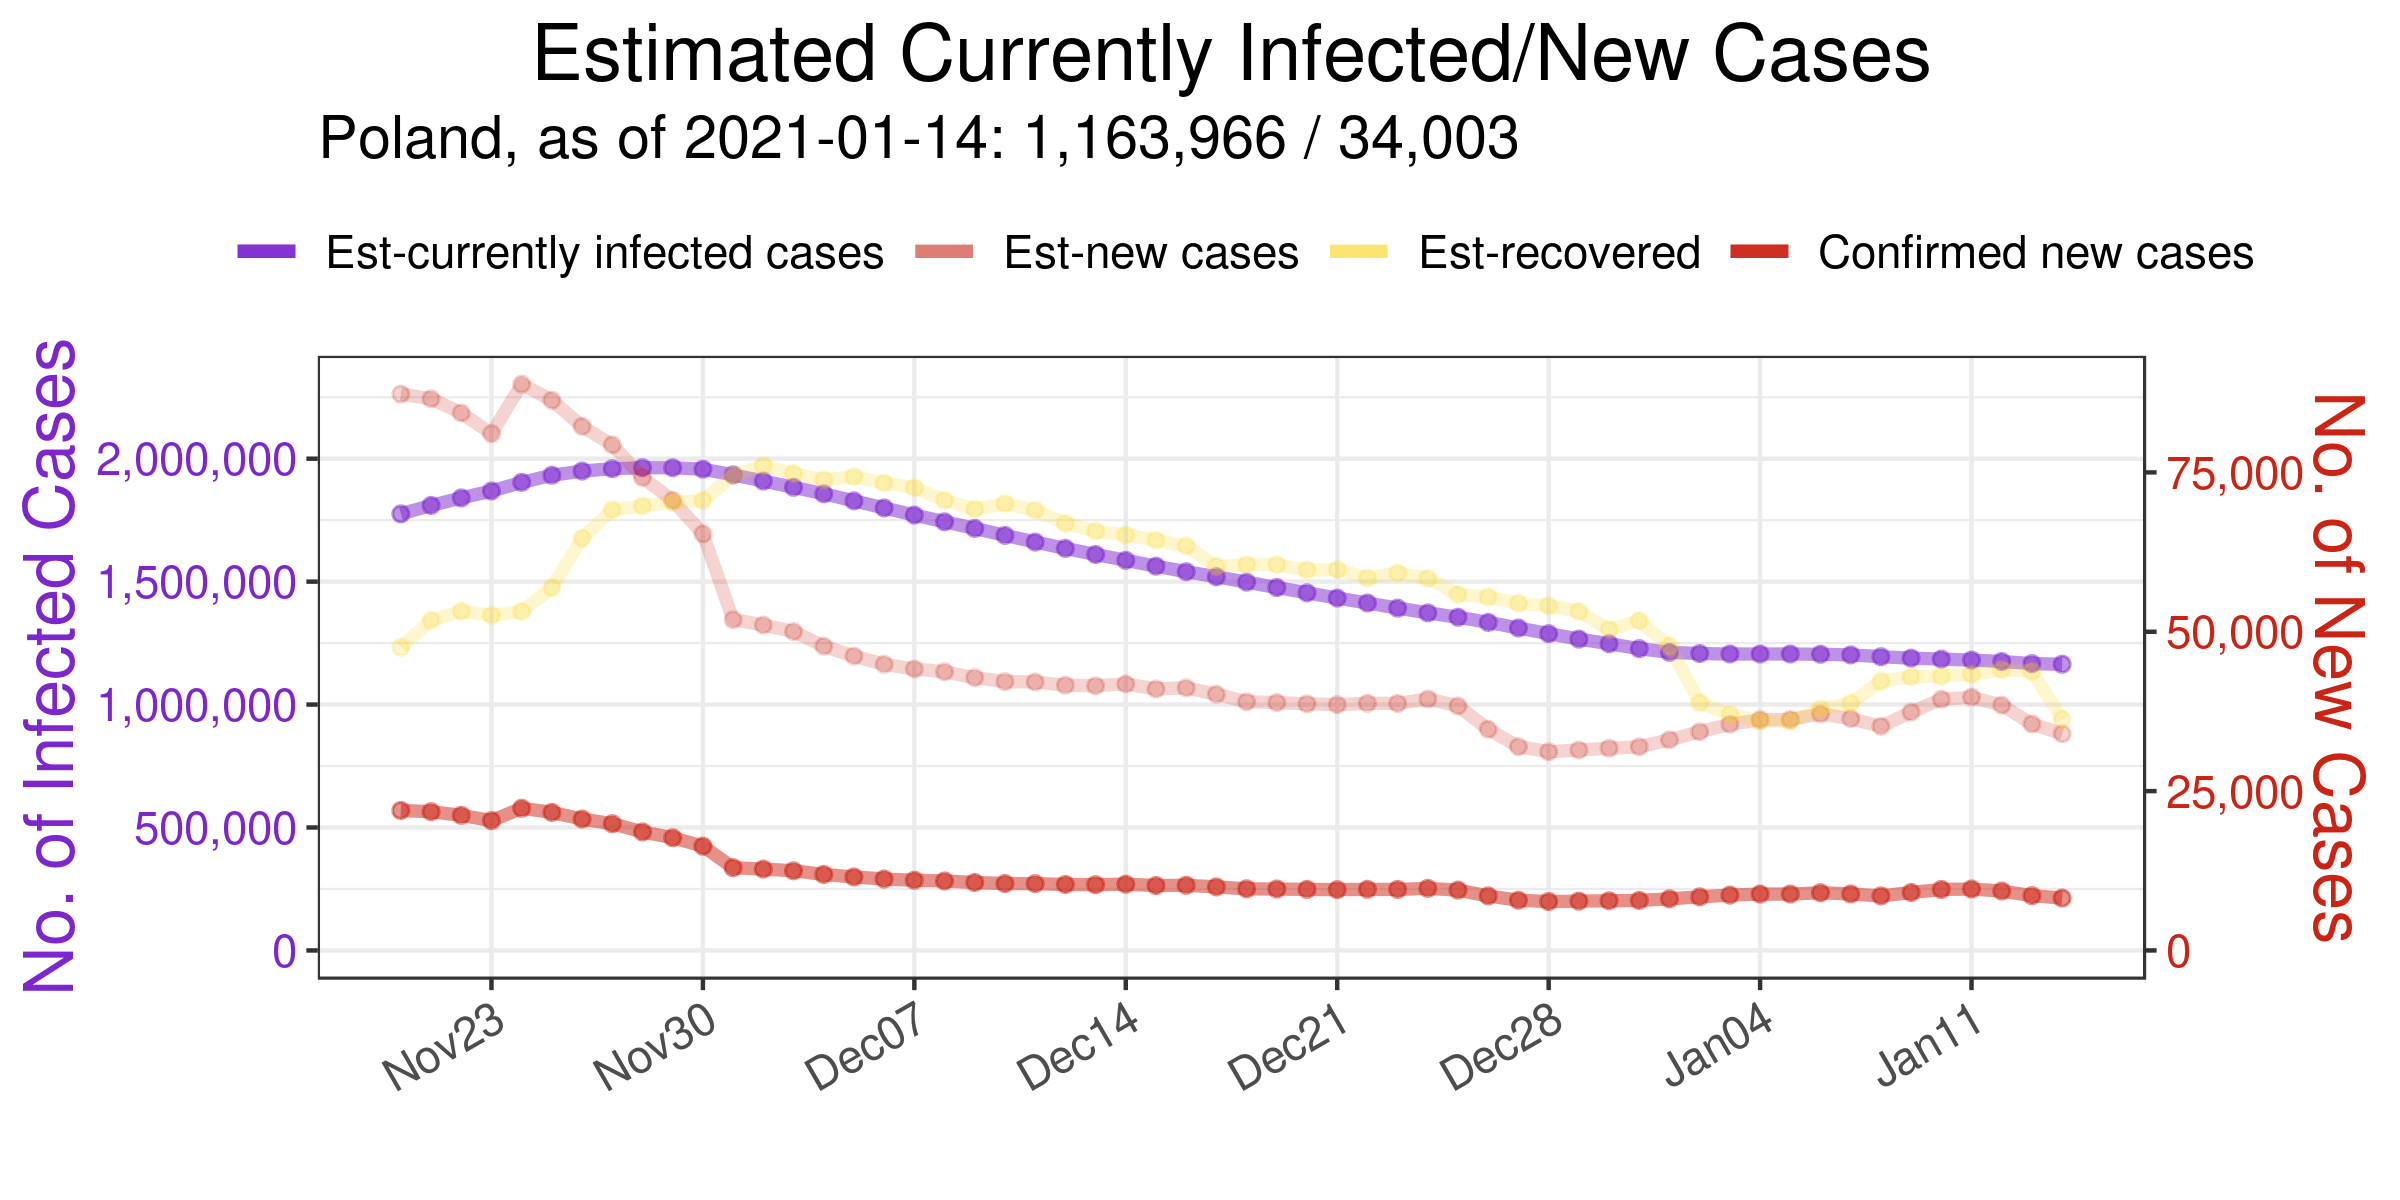 Estimated Currently Infected/New Cases
Poland, as of 2021-01-14: 1,163,966 / 34,003
Est-currently infected cases Est-new cases Est-recovered Confirmed new cases
No. of Infected Cases
2,000,000
1,500,000
1,000,000
500,000
0
75,000
50,000
25,000
0
No. of New Cases
Nov23 Nov30 Dec07 Dec14 Dec21 Dec28 Jan04 Jan11